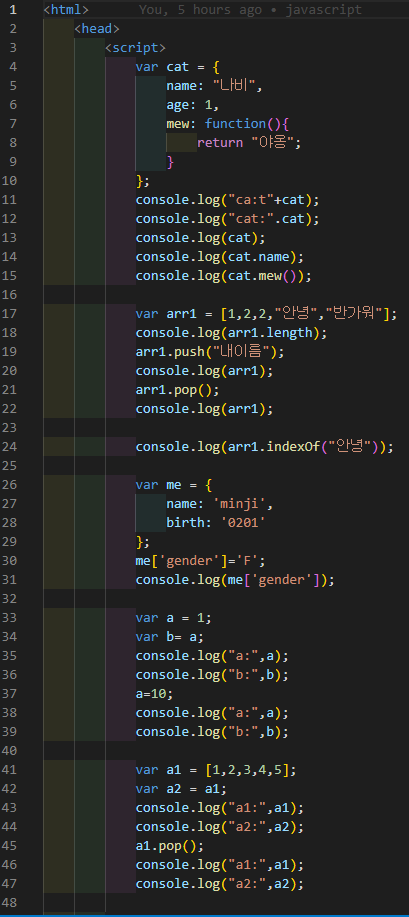 1 <html> You, 5 hours ago • javascript
2 <head>
3 <script>
4 var cat = {
5 name: "나비",
6 age: 1,
7 mew: function(){
8 return "야옹";
9 }
10 };
11 console.log("ca:t"+cat);
12 console.log("cat:".cat);
13 console.log(cat);
14 console.log(cat.name);
15 console.log(cat.mew());
16
17 var arr1 = [1,2,2,"안녕","반가워"];
18 console.log(arr1.length);
19 arr1.push("내이름");
20 console.log(arr1);
21 arr1.pop();
22 console.log(arr1);
23
24 console.log(arr1.indexOf("안녕"));
25
26 var me = {
27 name: 'minji',
28 birth: '0201'
29 };
30 me['gender']='F';
31 console.log(me['gender']);
32
33 var a = 1;
34 var b= a;
35 console.log("a:",a);
36 console.log("b:",b);
37 a=10;
38 console.log("a:",a);
39 console.log("b:",b);
40
41 var a1 = [1,2,3,4,5];
42 var a2 = a1;
43 console.log("a1:",a1);
44 console.log("a2:",a2);
45 a1.pop();
46 console.log("a1:",a1);
47 console.log("a2:",a2);
48